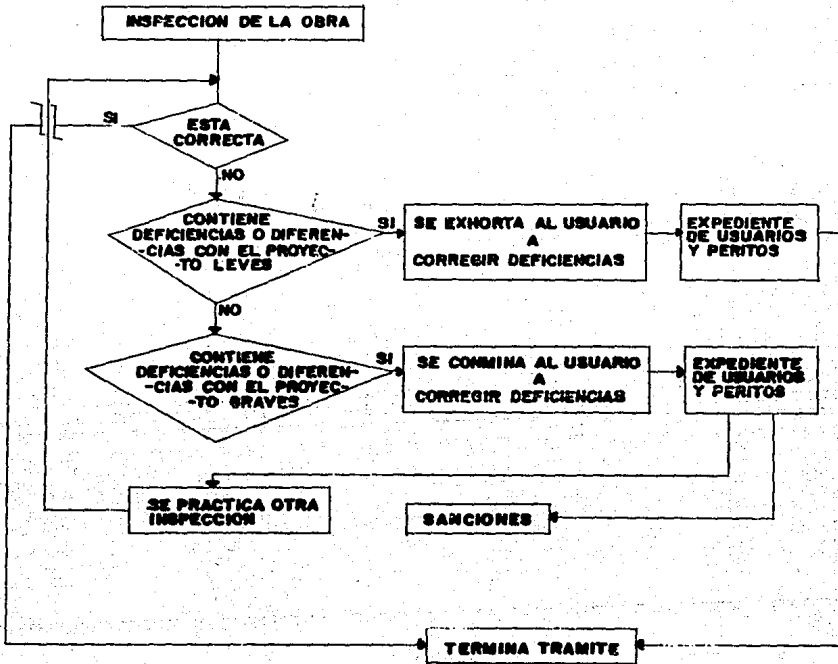 INSPECCION DE LA OBRA
SI
ESTA
CORRECTA
NO
CONTIENE
DEFICIENCIAS O DIFEREN-
-CIAS CON EL PROYEC-
-TO LEVES
SI
SE EXHORTA AL USUARIO
A
CORREGIR DEFICIENCIAS
EXPEDIENTE
DE USUARIOS
Y PERITOS
NO
CONTIENE
DEFICIENCIAS O DIFEREN-
-CIAS CON EL PROYEC-
-TO GRAVES
SI
SE CONMINA AL USUARIO
A
CORREGIR DEFICIENCIAS
EXPEDIENTE
DE USUARIOS
Y PERITOS
SE PRACTICA OTRA
INSPECCION
SANCIONES
TERMINA TRAMITE